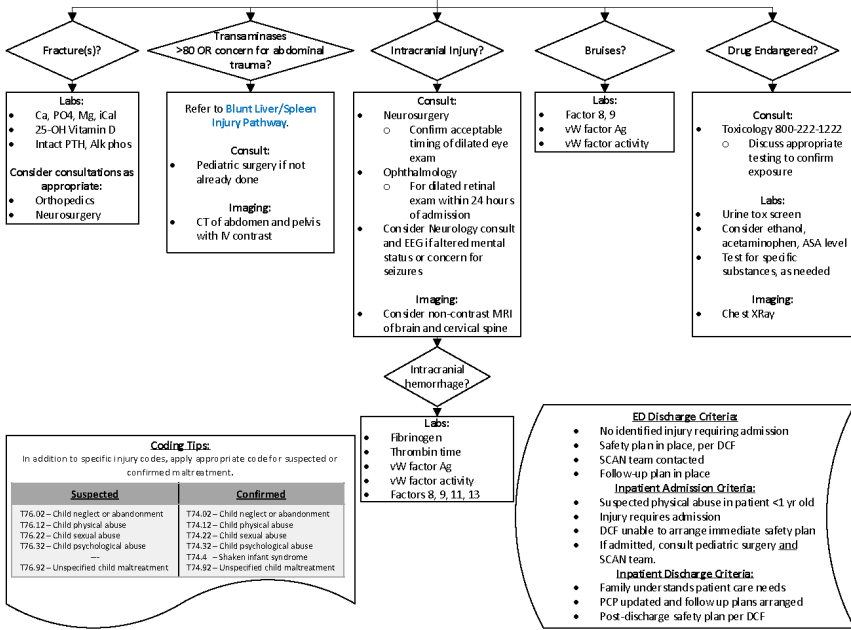 Fracture(s)?
Labs:
• Ca, PO4, Mg, iCal
• 25-OH Vitamin D
• Intact PTH, Alk phos
Consider consultations as
appropriate:
• Orthopedics
• Neurosurgery
Transaminases
>80 OR concern for abdominal
trauma?
Refer to Blunt Liver/Spleen
Injury Pathway.
Consult:
• Pediatric surgery if not
already done
Imaging:
• CT of abdomen and pelvis
with IV contrast
Intracranial Injury?
Consult:
• Neurosurgery
o Confirm acceptable
timing of dilated eye
exam
• Ophthalmology
o For dilated retinal
exam within 24 hours
of admission
• Consider Neurology consult
and EEG if altered mental
status or concern for
seizures
Imaging:
• Consider non-contrast MRI
of brain and cervical spine
Intracranial
hemorrhage?
Labs:
• Fibrinogen
• Thrombin time
• vW factor Ag
• vW factor activity
• Factors 8, 9, 11, 13
Bruises?
Labs:
• Factor 8, 9
• vW factor Ag
• vW factor activity
Drug Endangered?
Consult:
• Toxicology 800-222-1222
o Discuss appropriate
testing to confirm
exposure
Labs:
• Urine tox screen
• Consider ethanol,
acetaminophen, ASA level
• Test for specific
substances, as needed
Imaging:
• Chest XRay
Coding Tips:
In addition to specific injury codes, apply appropriate code for suspected or
confirmed maltreatment.
Suspected Confirmed
T76.02 – Child neglect or abandonment T74.02 – Child neglect or abandonment
T76.12 – Child physical abuse T74.12 – Child physical abuse
T76.22 – Child sexual abuse T74.22 – Child sexual abuse
T76.32 – Child psychological abuse T74.32 – Child psychological abuse
--- T74.4 – Shaken infant syndrome
T76.92 – Unspecified child maltreatment T74.92 – Unspecified child maltreatment
ED Discharge Criteria:
• No identified injury requiring admission
• Safety plan in place, per DCF
• SCAN team contacted
• Follow-up plan in place
Inpatient Admission Criteria:
• Suspected physical abuse in patient <1 yr old
• Injury requires admission
• DCF unable to arrange immediate safety plan
• If admitted, consult pediatric surgery and
SCAN team.
Inpatient Discharge Criteria:
• Family understands patient care needs
• PCP updated and follow up plans arranged
• Post-discharge safety plan per DCF